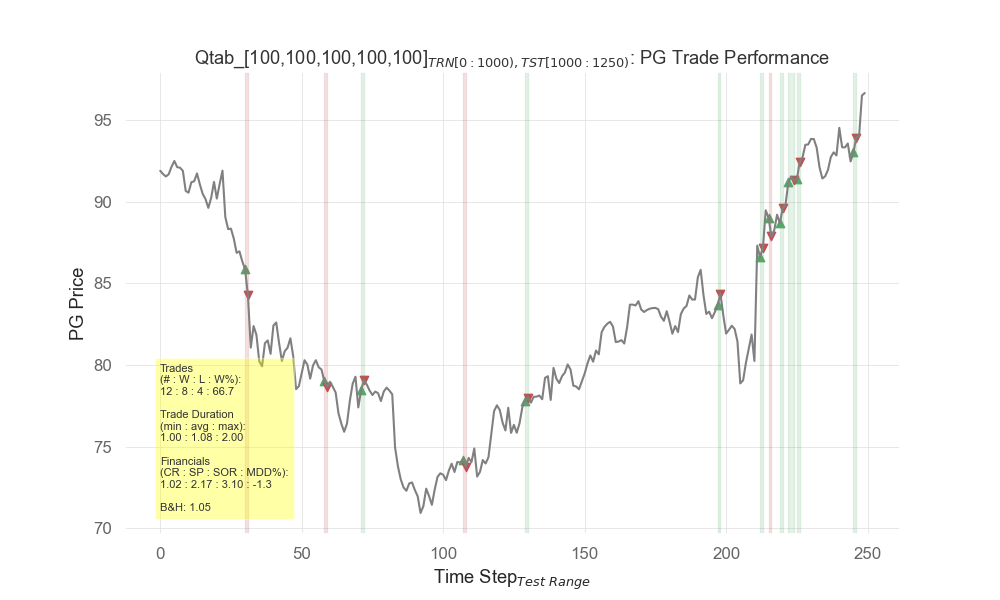 Qtab_[100,100,100,100,100]TRN[0 : 1000), TST[1000 : 1250): PG Trade Performance
95
90
85
80
75
70
PG Price
Trades
(# : W : L : W%):
12 : 8 : 4 : 66.7
Trade Duration
(min : avg : max):
1.00 : 1.08 : 2.00
Financials
(CR : SP : SOR : MDD%):
1.02 : 2.17 : 3.10 : -1.3
B&H: 1.05
0 50 100 150 200 250
Time StepTest Range